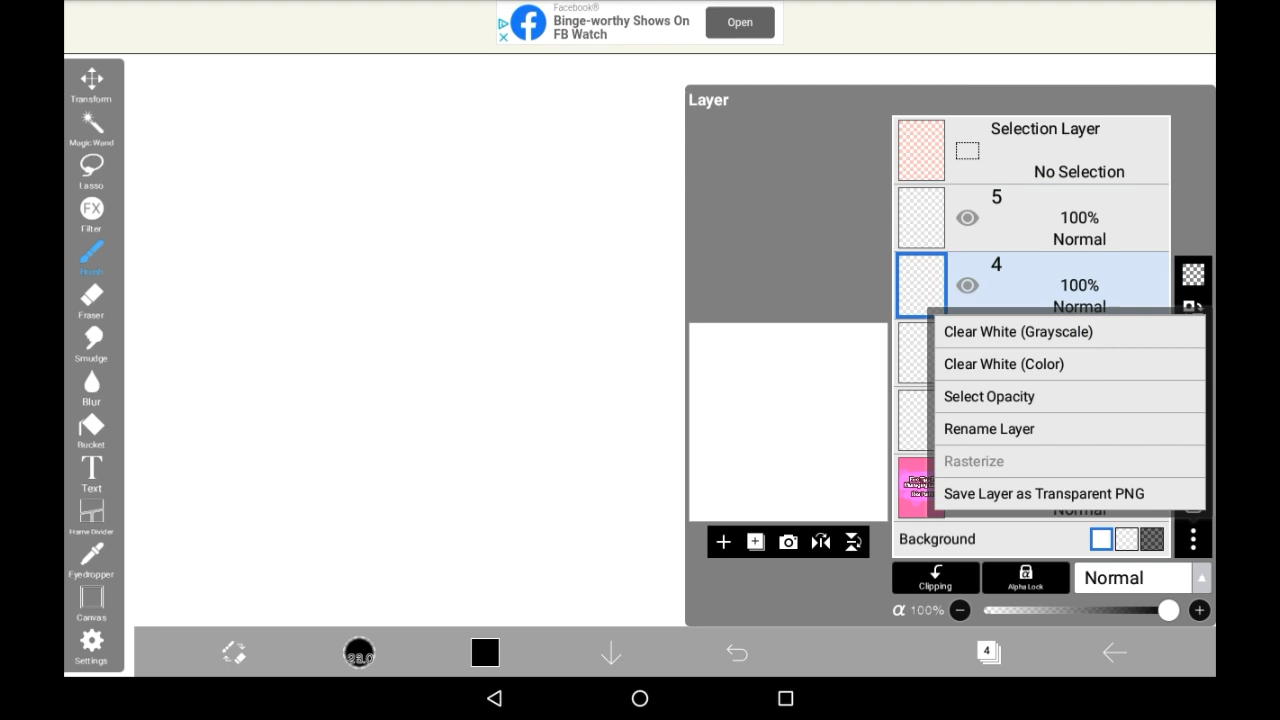 Facebook®
Binge-worthy Shows On
FB Watch
Open
Transform
Magic Wand
Lasso
FX
Filter
Brush
Eraser
Smudge
Blur
Bucket
T
Text
Frame Divider
Eyedropper
Canvas
Settings
Layer
Selection Layer
No Selection
5
100%
Normal
4
100%
Normal
Clear White (Grayscale)
Clear White (Color)
Select Opacity
Rename Layer
Rasterize
Save Layer as Transparent PNG
Normal
Background
Clipping
Alpha Lock
Normal
α 100%
23.0
4